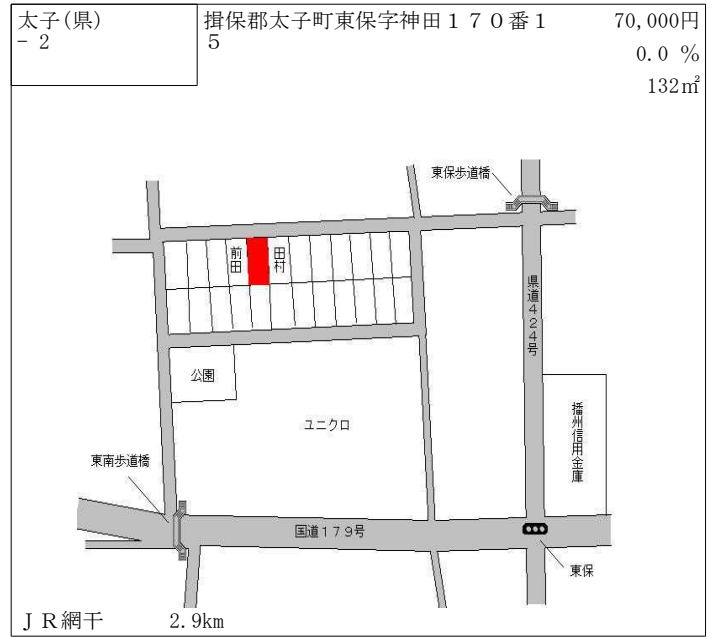 太子(県)
- 2
揖保郡太子町東保字神田１７０番１
5
70,000円
0.0 %
132㎡
東保歩道橋
前田
田村
県道４２４号
公園
ユニクロ
播州信用金庫
東南歩道橋
国道１７９号
東保
ＪＲ網干 2.9km